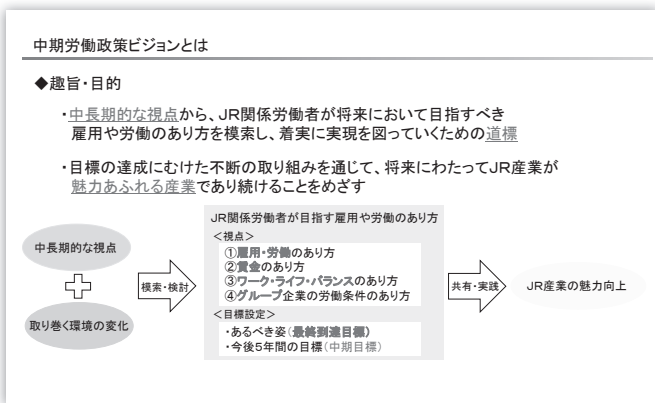 中期労働政策ビジョンとは
◆趣旨・目的
・中長期的な視点から、JR関係労働者が将来において目指すべき
雇用や労働のあり方を模索し、着実に実現を図っていくための道標
・目標の達成にむけた不断の取り組みを通じて、将来にわたってJR産業が
魅力あふれる産業であり続けることをめざす
中長期的な視点
取り巻く環境の変化
模索・検討
JR関係労働者が目指す雇用や労働のあり方
＜視点＞
①雇用・労働のあり方
②賃金のあり方
③ワーク・ライフ・バランスのあり方
④グループ企業の労働条件のあり方
＜目標設定＞
・あるべき姿（最終到達目標）
・今後5年間の目標（中期目標）
共有・実践
JR産業の魅力向上